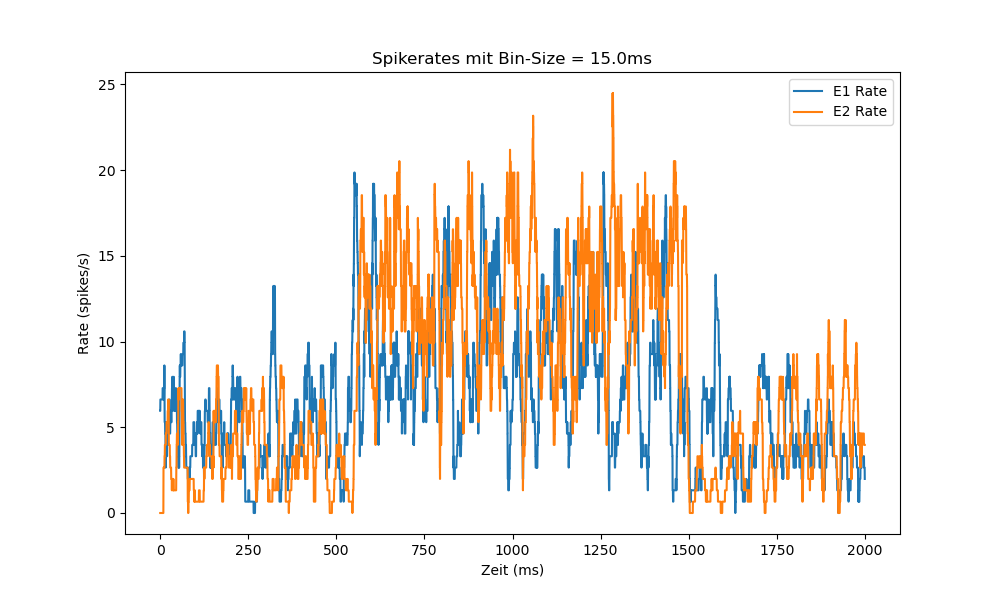 Spikerates mit Bin-Size = 15.0ms
E1 Rate
E2 Rate
25
20
15
10
5
0
Rate (spikes/s)
0 250 500 750 1000 1250 1500 1750 2000
Zeit (ms)